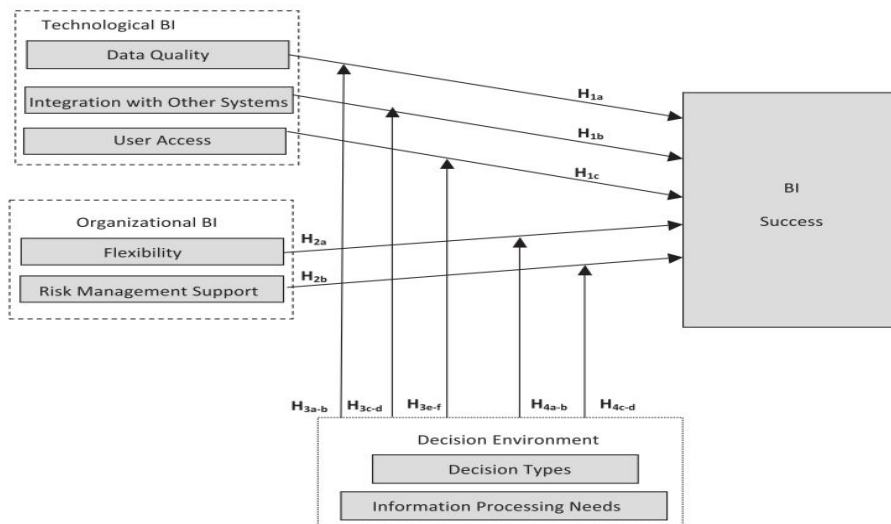 Technological BI
Data Quality
Integration with Other Systems
User Access
H1a
H1b
H1c
BI
Success
Organizational BI
Flexibility
Risk Management Support
H2a
H2b
H3a-b
H3c-d
H3e-f
H4a-b
H4c-d
Decision Environment
Decision Types
Information Processing Needs